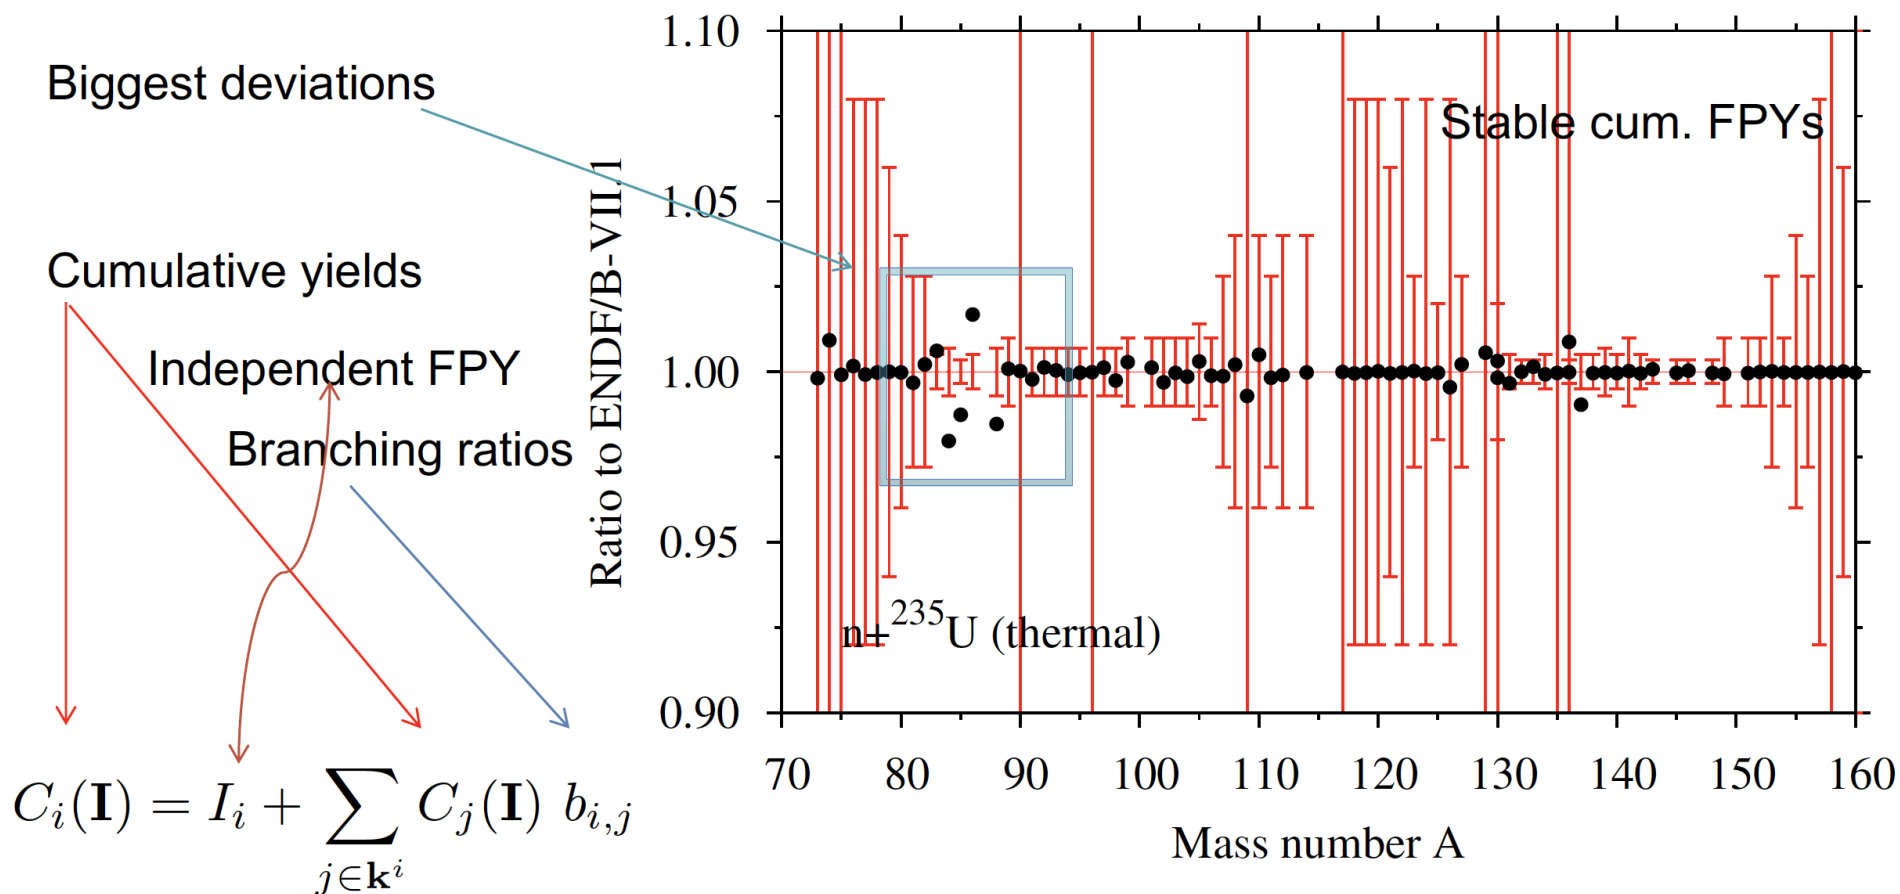 Biggest deviations
Cumulative yields
Independent FPY
Branching ratios
C_i(I) = I_i + ∑_{j∈k^i} C_j(I) b_{i,j}
Ratio to ENDF/B-VII.1
1.10
1.05
1.00
0.95
0.90
Stable cum. FPYs
n+^{235}U (thermal)
70 80 90 100 110 120 130 140 150 160
Mass number A